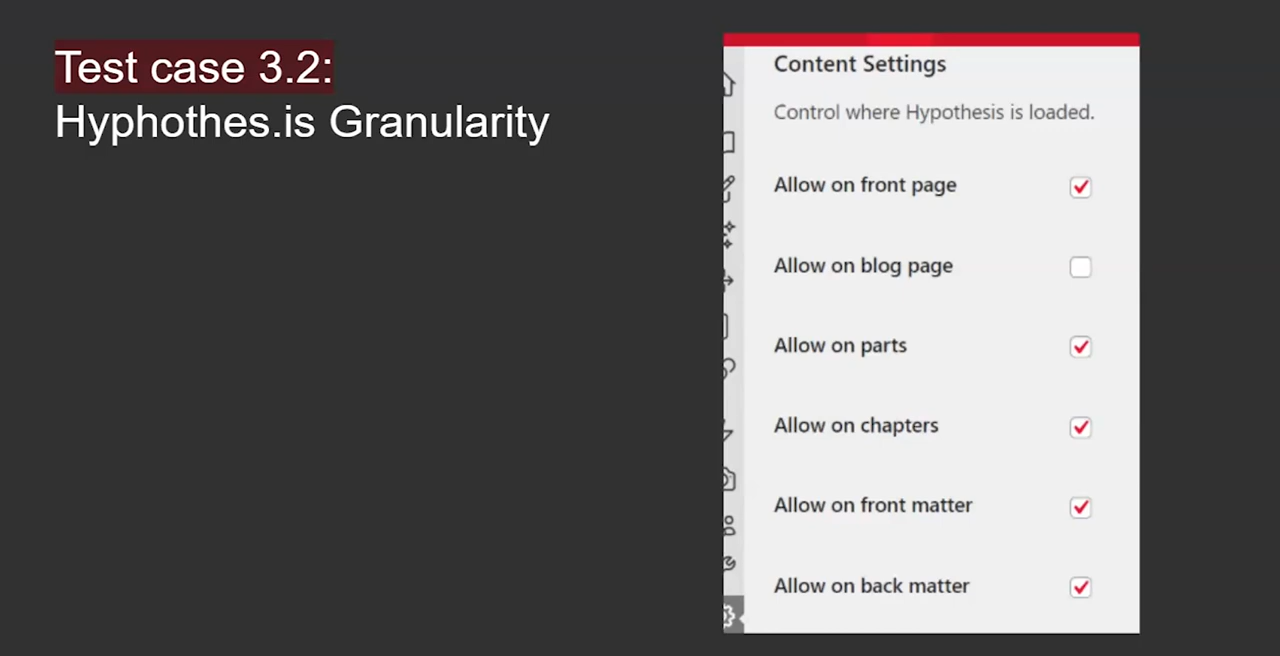 Test case 3.2:
Hyphothes.is Granularity
Content Settings
Control where Hypothesis is loaded.
Allow on front page
Allow on blog page
Allow on parts
Allow on chapters
Allow on front matter
Allow on back matter